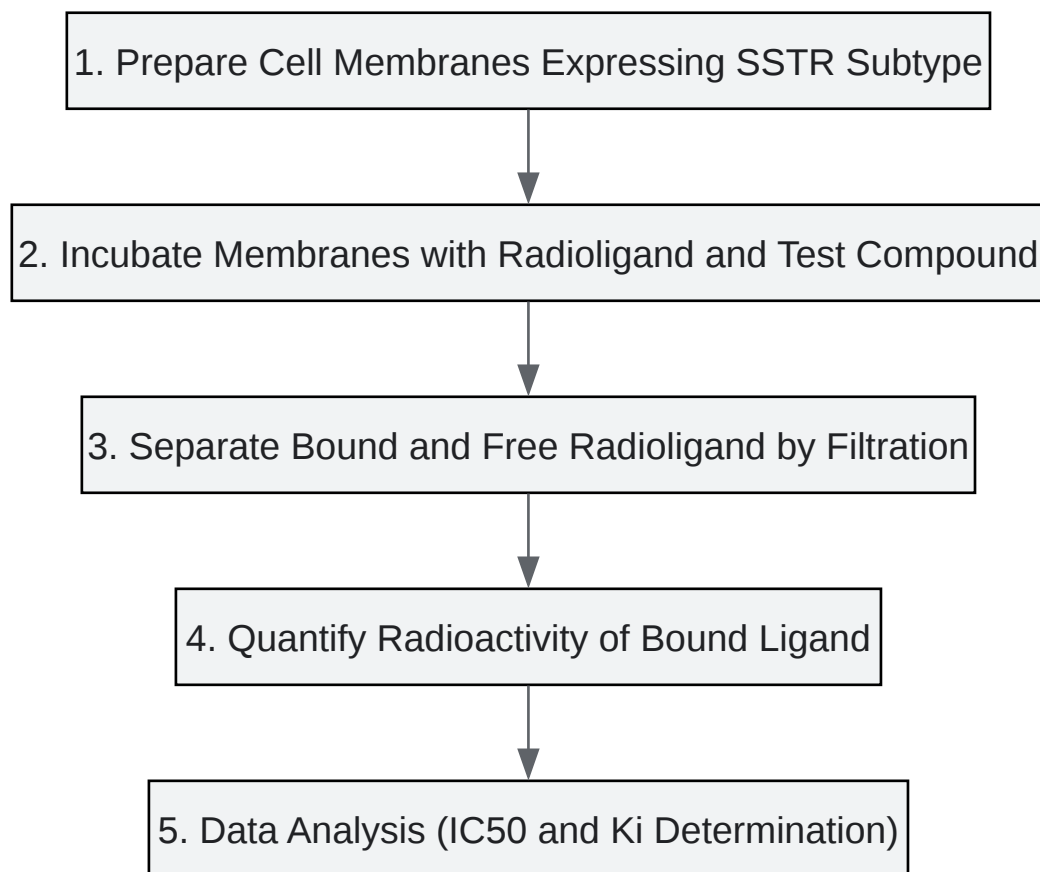 1. Prepare Cell Membranes Expressing SSTR Subtype
2. Incubate Membranes with Radioligand and Test Compound
3. Separate Bound and Free Radioligand by Filtration
4. Quantify Radioactivity of Bound Ligand
5. Data Analysis (IC50 and Ki Determination)